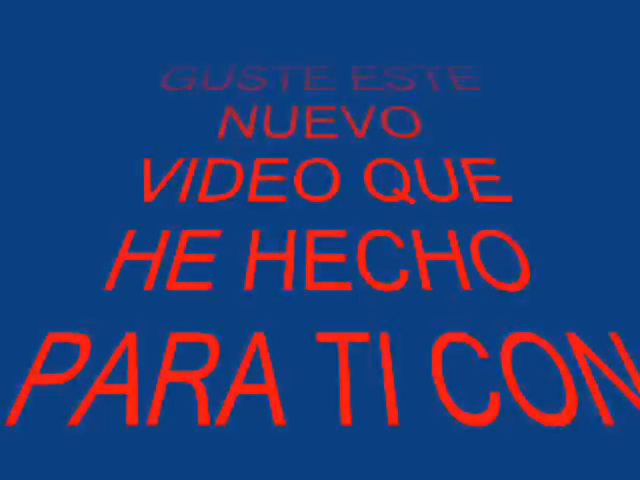 GUSTE ESTE
NUEVO
VIDEO QUE
HE HECHO
PARA TI CON